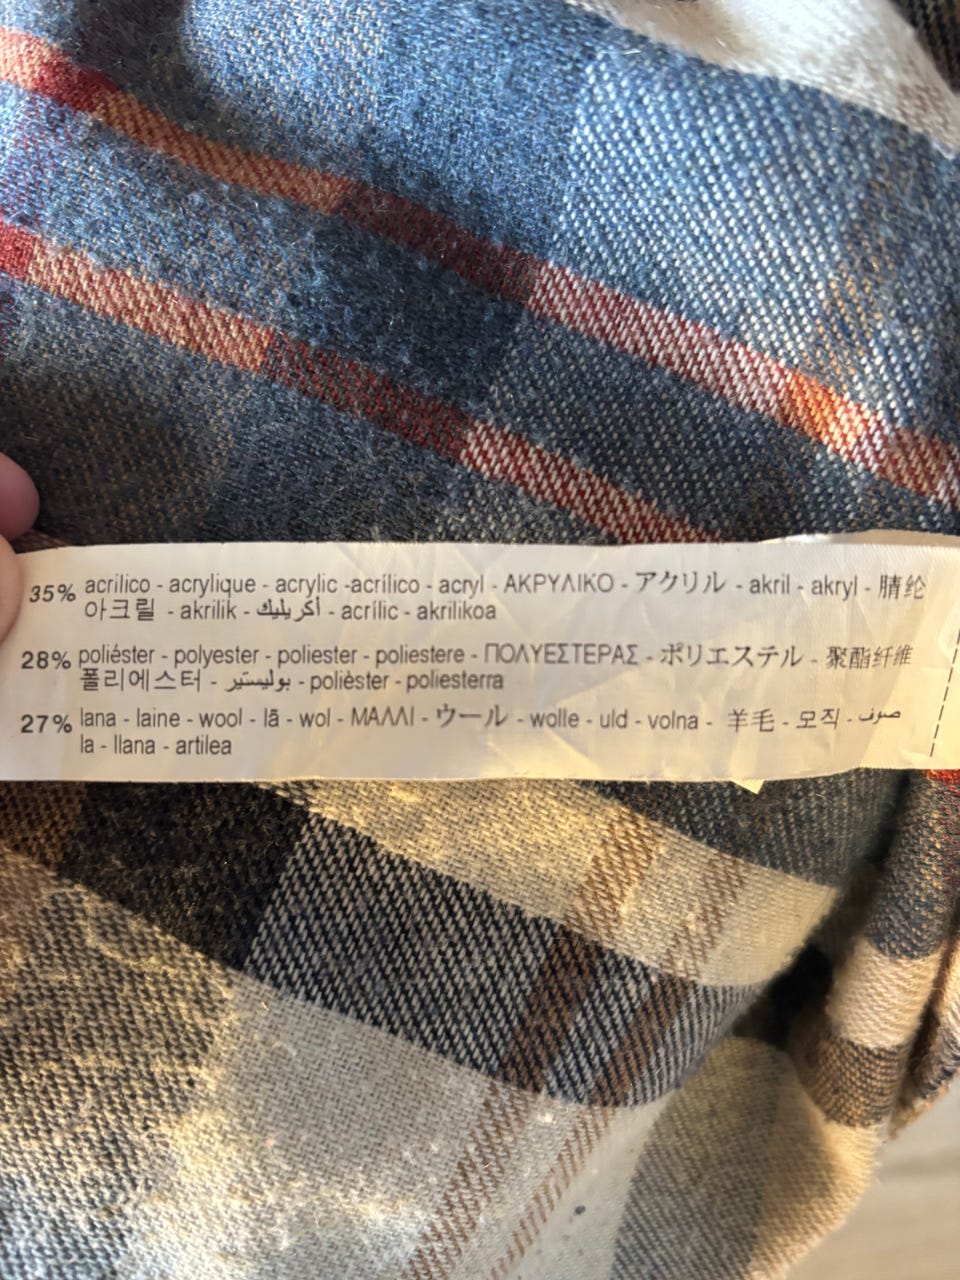 35% acrilico - acrylique - acrylic -acrílico - acryl - ΑΚΡΥΛΙΚΟ - アクリル - akril - akryl - 腈纶
아크릴 - akrilik - أكريليك - acrílic - akrilikoa
28% poliéster - polyester - poliester - poliestere - ΠΟΛΥΕΣΤΕΡΑΣ - ポリエステル - 聚酯纤维
폴리에스터 - بوليستير - polièster - poliesterra
27% lana - laine - wool - lã - wol - ΜΑΛΛΙ - ウール - wolle - uld - volna - 羊毛 - 모직 - صوف
la - llana - artilea